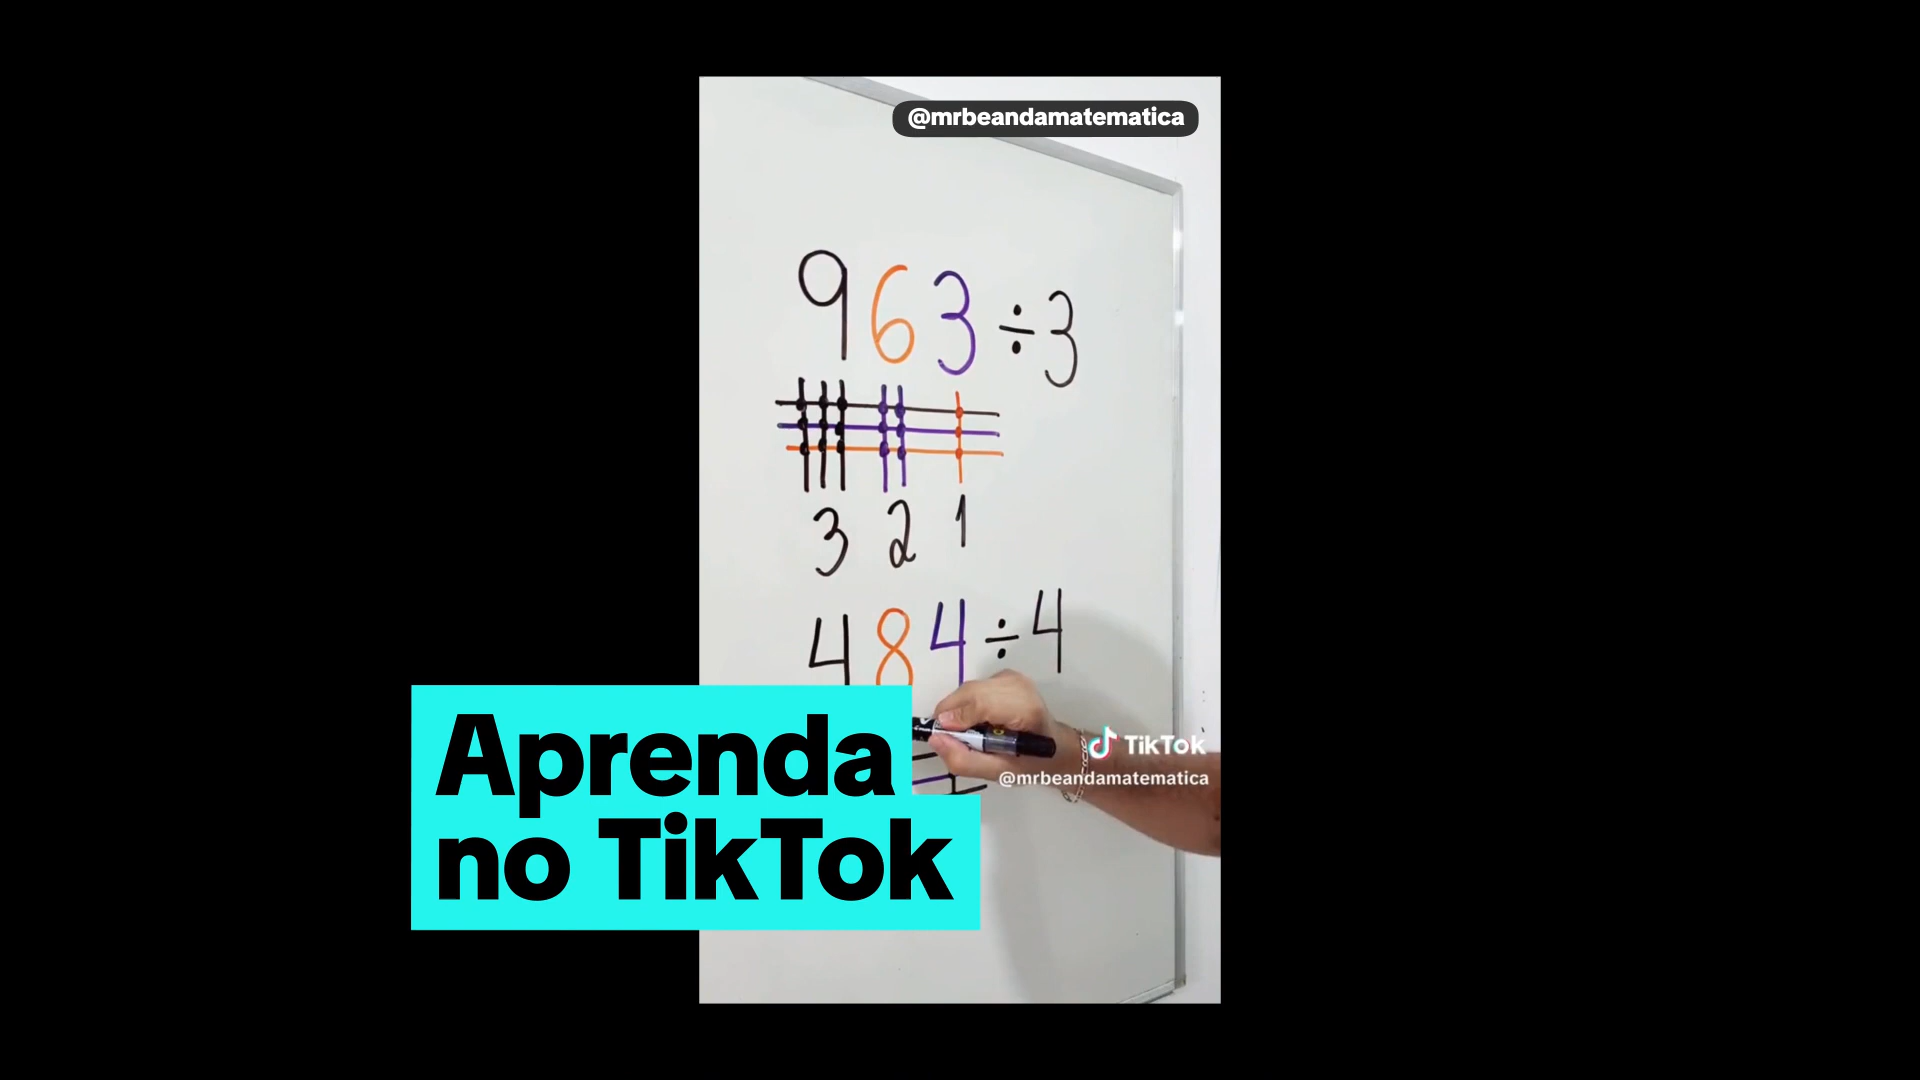 @mrbeandamatematica
963÷3
3 2 1
484÷4
Aprenda
no TikTok
TikTok
@mrbeandamatematica